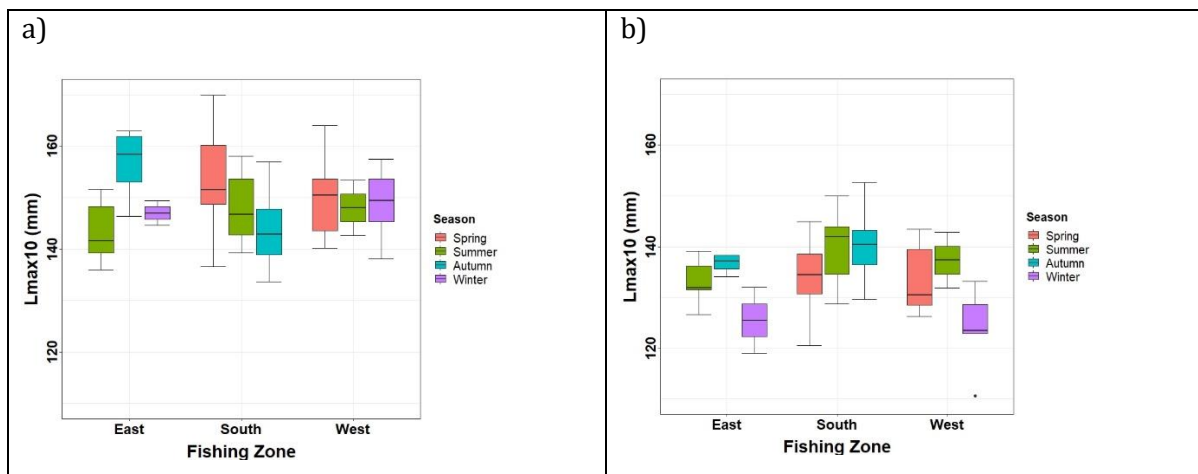 a)
Lmax10 (mm)
160
140
120
East South West
Fishing Zone
Season
Spring
Summer
Autumn
Winter
b)
Lmax10 (mm)
160
140
120
East South West
Fishing Zone
Season
Spring
Summer
Autumn
Winter